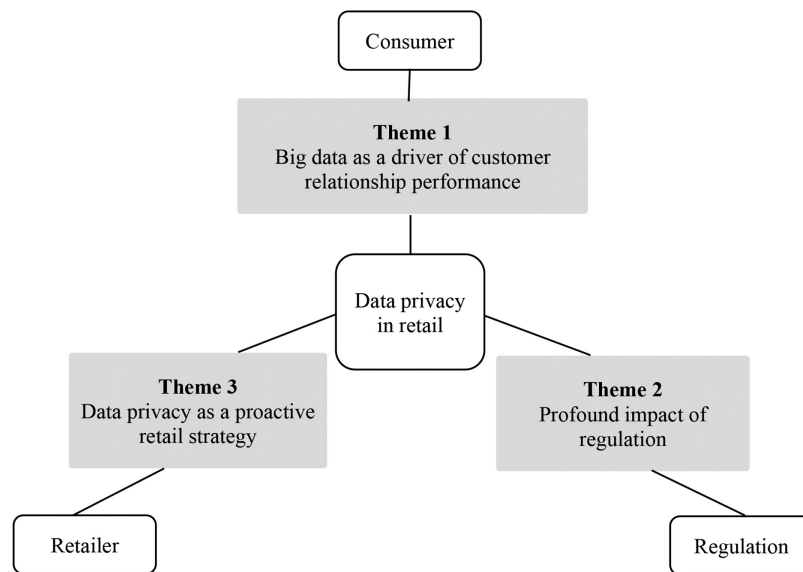 Consumer
Theme 1
Big data as a driver of customer
relationship performance
Data privacy
in retail
Theme 3
Data privacy as a proactive
retail strategy
Theme 2
Profound impact of
regulation
Retailer
Regulation